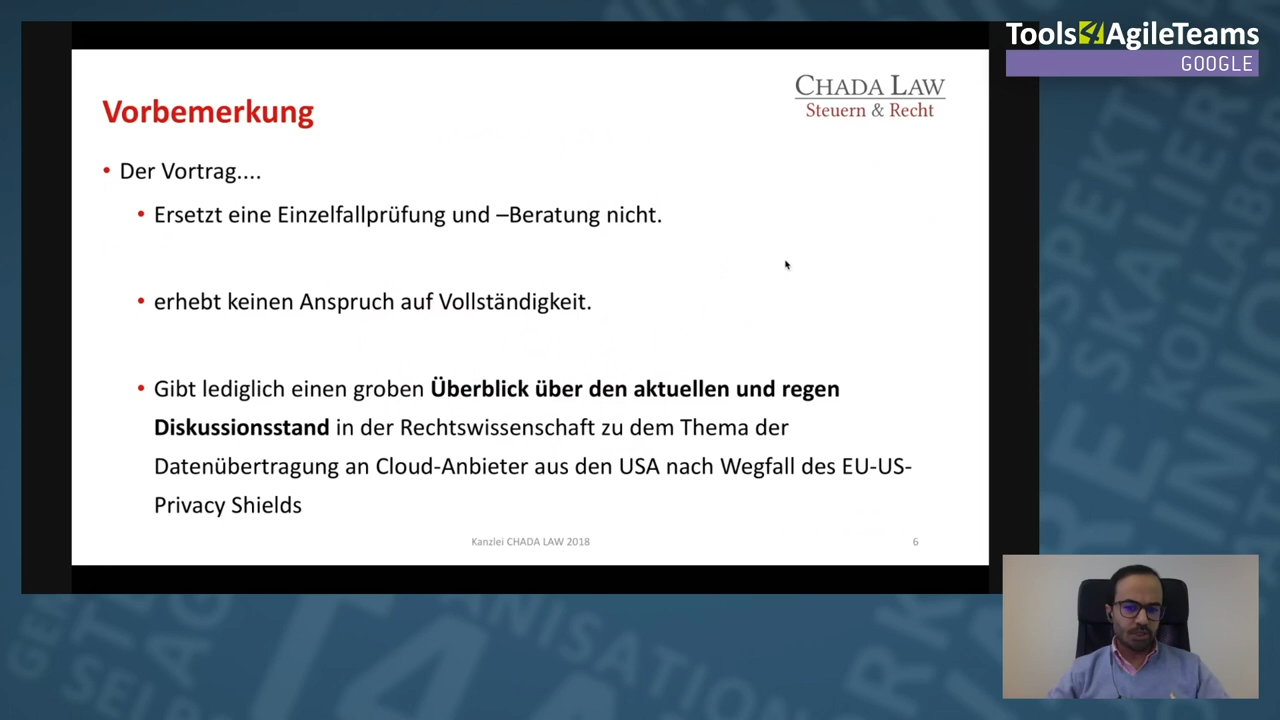 Tools4AgileTeams
GOOGLE
CHADA LAW
Steuern & Recht
Vorbemerkung
• Der Vortrag....
• Ersetzt eine Einzelfallprüfung und –Beratung nicht.
• erhebt keinen Anspruch auf Vollständigkeit.
• Gibt lediglich einen groben Überblick über den aktuellen und regen
Diskussionsstand in der Rechtswissenschaft zu dem Thema der
Datenübertragung an Cloud-Anbieter aus den USA nach Wegfall des EU-US-
Privacy Shields
Kanzlei CHADA LAW 2018
6